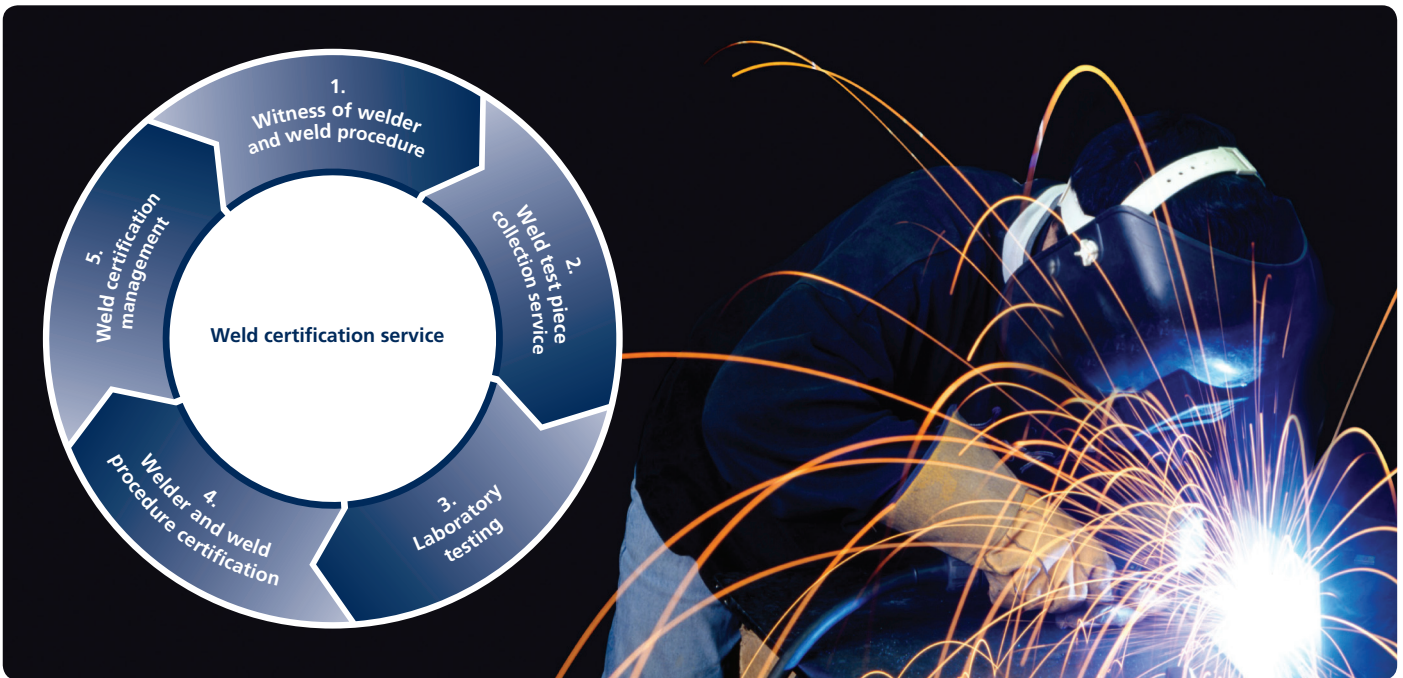 1.
Witness of welder
and weld procedure
2.
Weld test piece
collection service
3.
Laboratory
testing
4.
Welder and weld
procedure certification
5.
Weld certification
management
Weld certification service